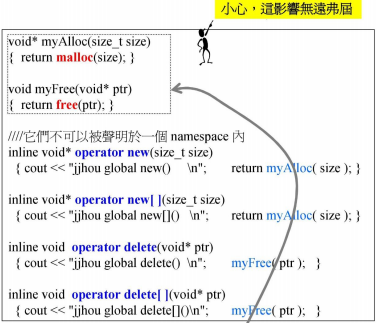 小心，這影響無遠弗屆
void* myAlloc(size_t size)
{ return malloc(size); }
void myFree(void* ptr)
{ return free(ptr); }
////它們不可以被聲明於一個 namespace 內
inline void* operator new(size_t size)
{ cout << "jjhou global new() \n"; return myAlloc( size ); }
inline void* operator new[ ](size_t size)
{ cout << "jjhou global new[]() \n"; return myAlloc( size ); }
inline void operator delete(void* ptr)
{ cout << "jjhou global delete() \n"; myFree( ptr ); }
inline void operator delete[ ](void* ptr)
{ cout << "jjhou global delete[]()\n"; myFree( ptr ); }